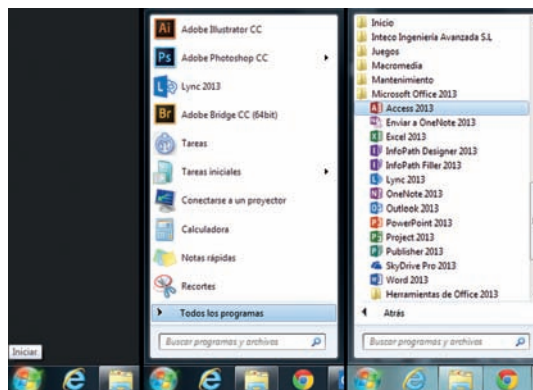 Iniciar
Ai Adobe Illustrator CC
Ps Adobe Photoshop CC
Lync 2013
Br Adobe Bridge CC (64bit)
Tareas
Tareas iniciales
Conectarse a un proyector
Calculadora
Notas rápidas
Recortes
Todos los programas
Buscar programas y archivos
Inicio
Inteco Ingeniería Avanzada S.L
Juegos
Macromedia
Mantenimiento
Microsoft Office 2013
Access 2013
Enviar a OneNote 2013
Excel 2013
InfoPath Designer 2013
InfoPath Filler 2013
Lync 2013
OneNote 2013
Outlook 2013
PowerPoint 2013
Project 2013
Publisher 2013
SkyDrive Pro 2013
Word 2013
Herramientas de Office 2013
Atrás
Buscar programas y archivos